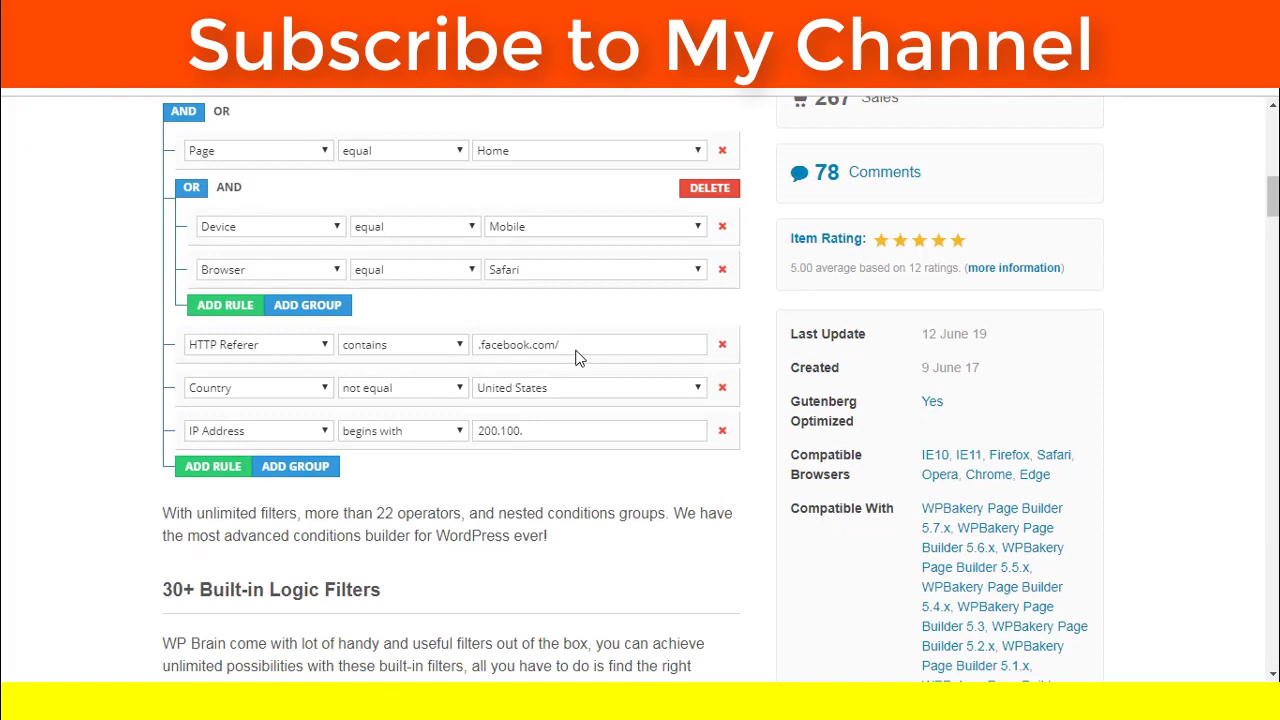 Subscribe to My Channel
AND OR
Page equal Home ✖
OR AND DELETE
Device equal Mobile ✖
Browser equal Safari ✖
ADD RULE ADD GROUP
HTTP Referer contains .facebook.com/ ✖
Country not equal United States ✖
IP Address begins with 200.100. ✖
ADD RULE ADD GROUP
With unlimited filters, more than 22 operators, and nested conditions groups. We have
the most advanced conditions builder for WordPress ever!
30+ Built-in Logic Filters
WP Brain come with lot of handy and useful filters out of the box, you can achieve
unlimited possibilities with these built-in filters, all you have to do is find the right
267 Sales
78 Comments
Item Rating:
5.00 average based on 12 ratings. (more information)
Last Update 12 June 19
Created 9 June 17
Gutenberg Yes
Optimized
Compatible IE10, IE11, Firefox, Safari,
Browsers Opera, Chrome, Edge
Compatible With WPBakery Page Builder
5.7.x, WPBakery Page
Builder 5.6.x, WPBakery
Page Builder 5.5.x,
WPBakery Page Builder
5.4.x, WPBakery Page
Builder 5.3, WPBakery Page
Builder 5.2.x, WPBakery
Page Builder 5.1.x,